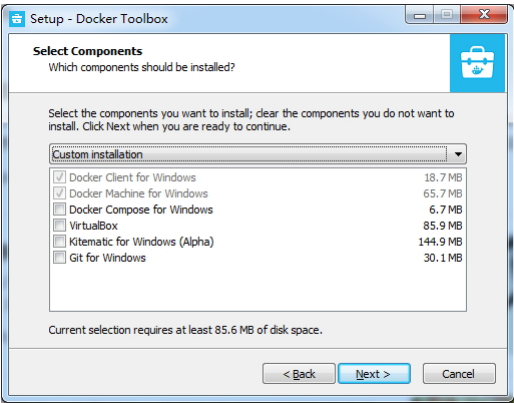 Setup - Docker Toolbox
Select Components
Which components should be installed?
Select the components you want to install; clear the components you do not want to
install. Click Next when you are ready to continue.
Custom installation
Docker Client for Windows 18.7 MB
Docker Machine for Windows 65.7 MB
Docker Compose for Windows 6.7 MB
VirtualBox 85.9 MB
Kitematic for Windows (Alpha) 144.9 MB
Git for Windows 30.1 MB
Current selection requires at least 85.6 MB of disk space.
< Back Next > Cancel